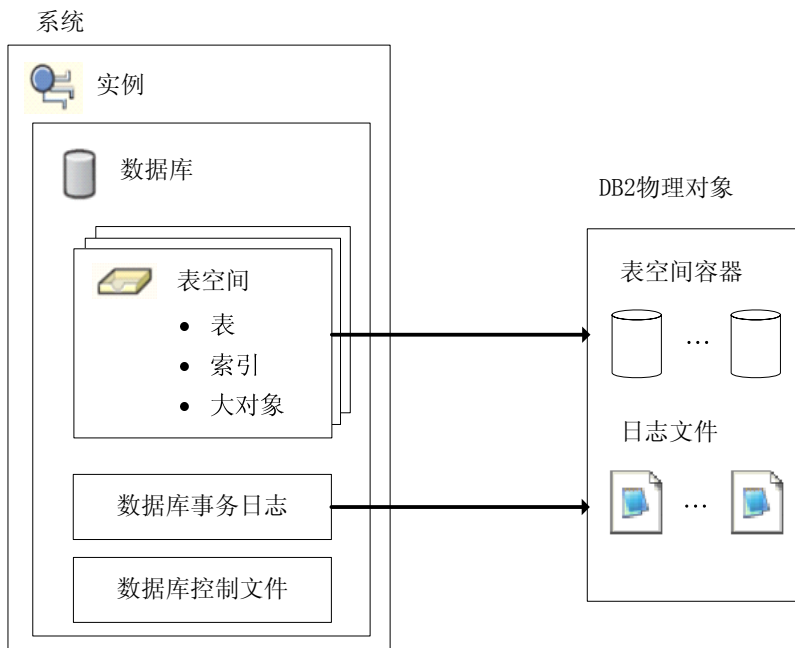 系统
实例
数据库
表空间
• 表
• 索引
• 大对象
数据库事务日志
数据库控制文件
DB2物理对象
表空间容器
…
日志文件
…